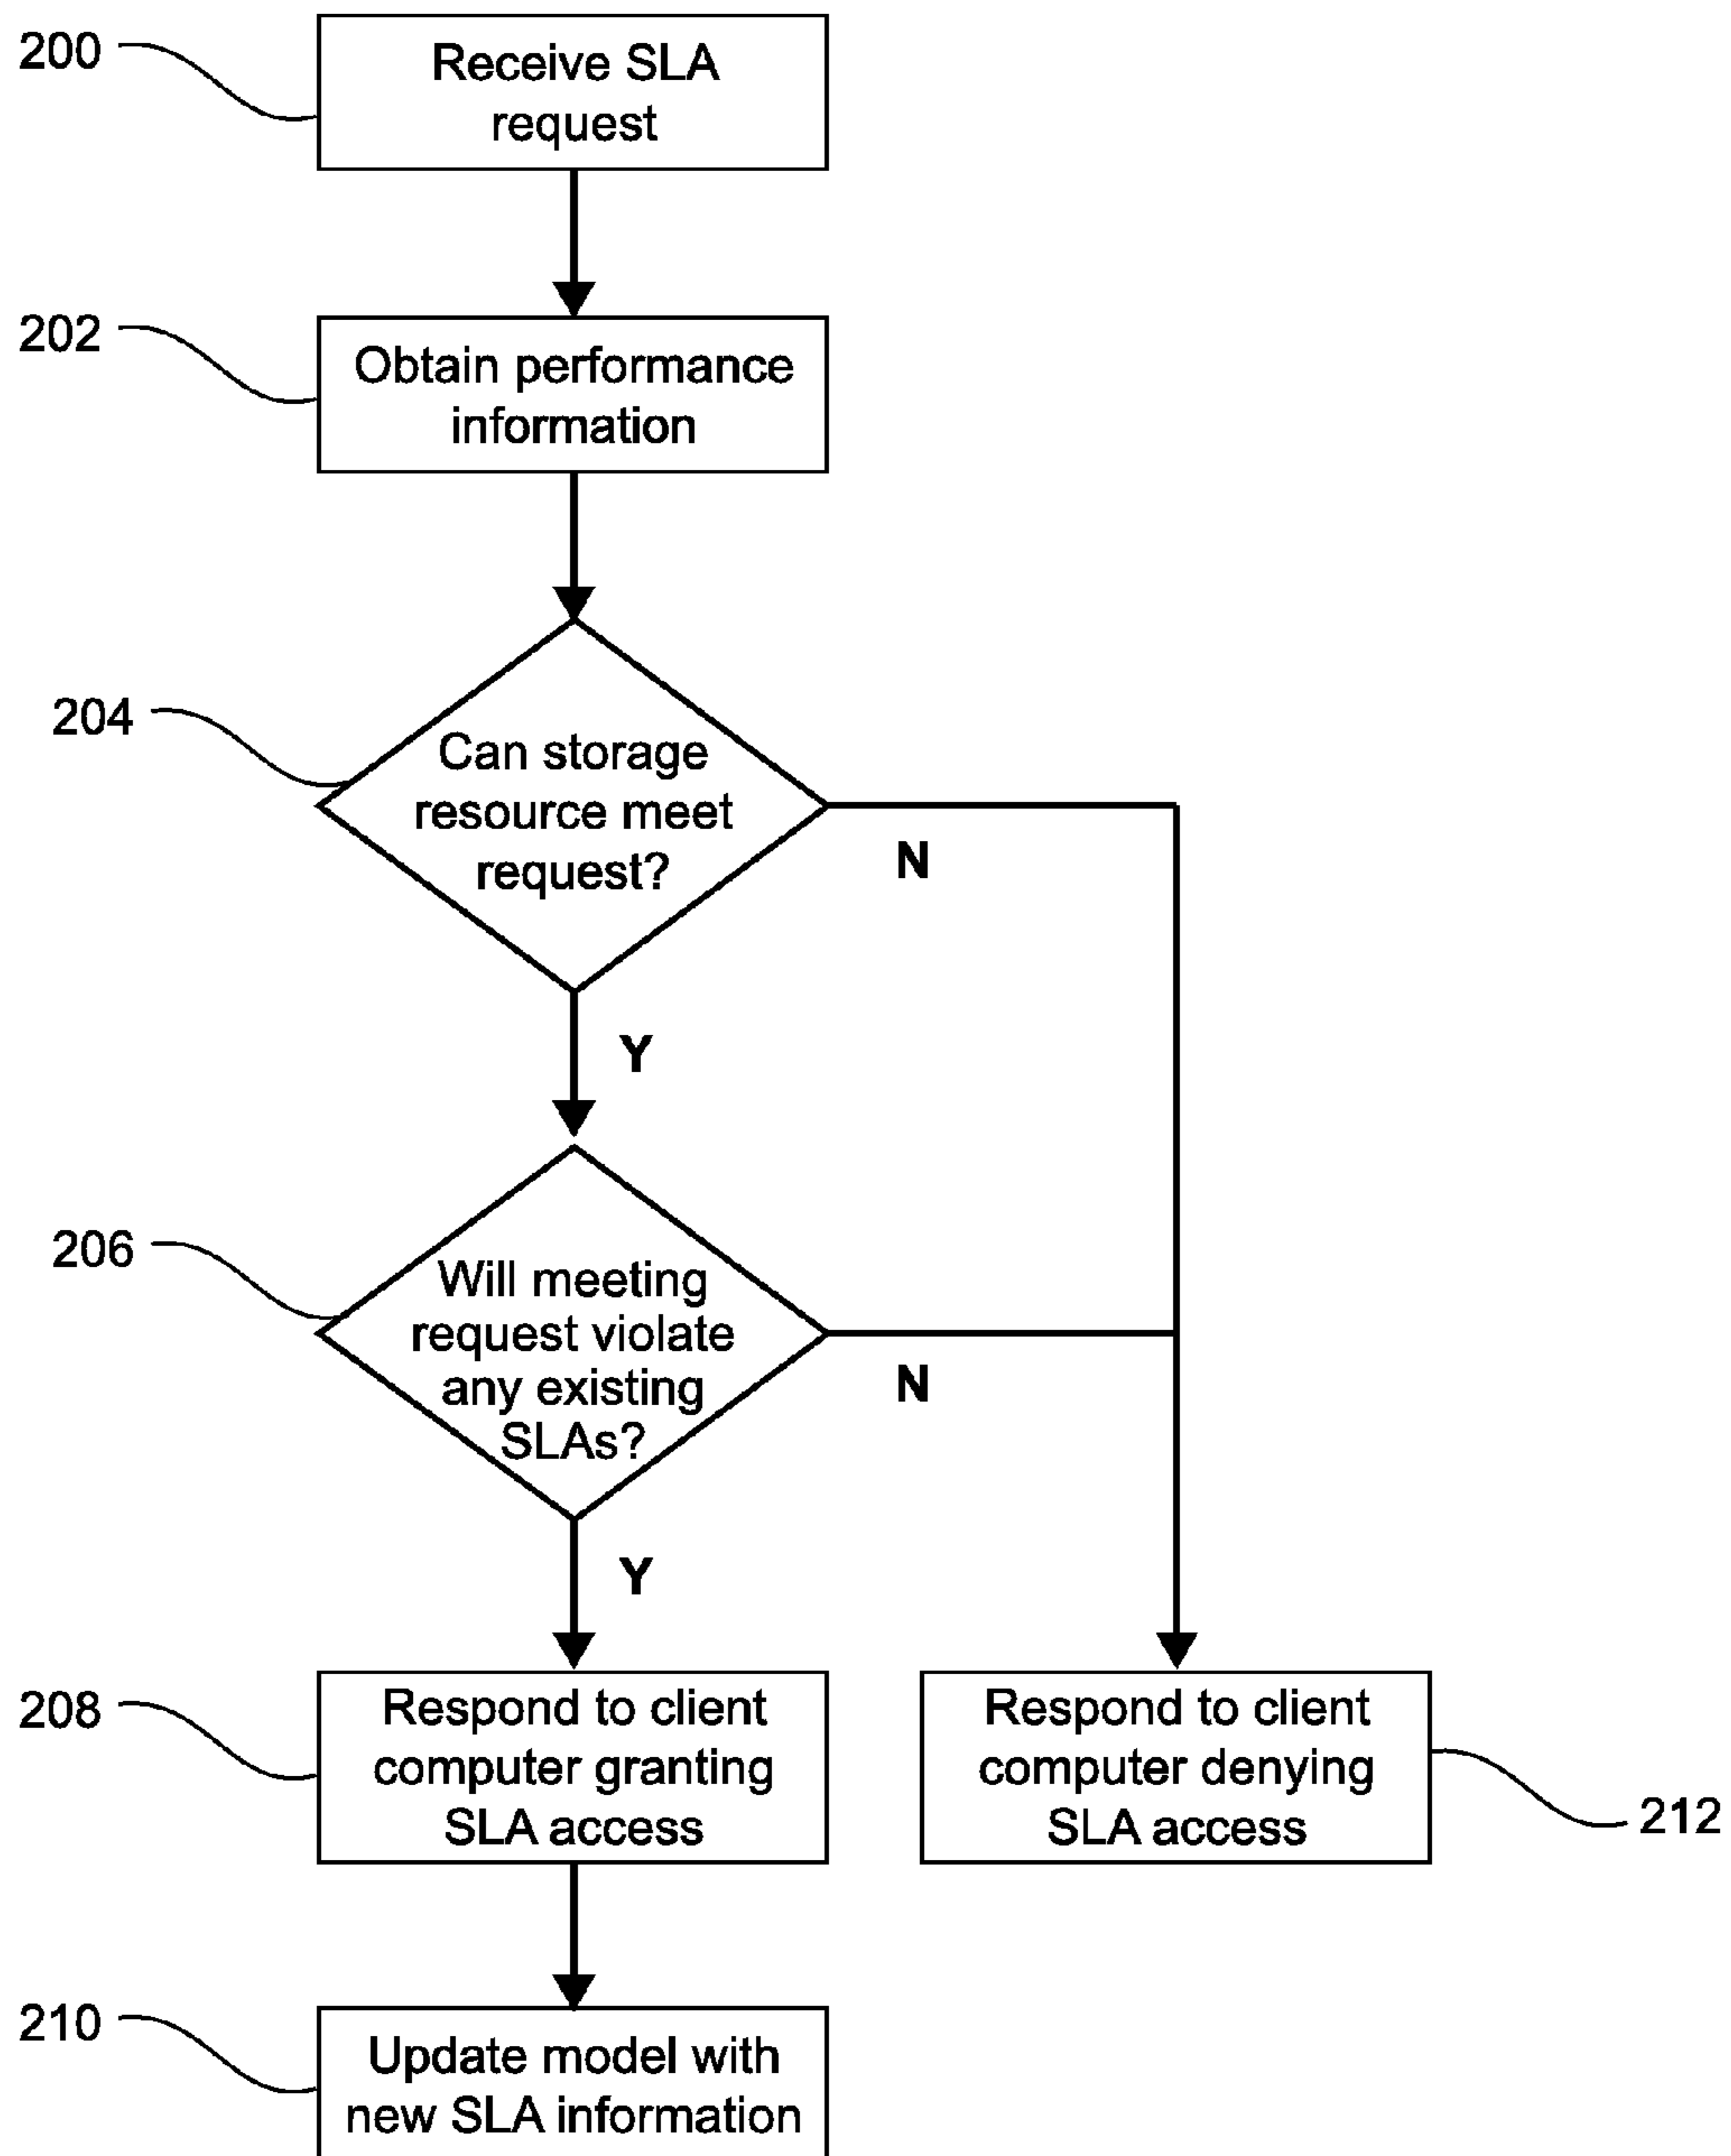 200
Receive SLA
request
202
Obtain performance
information
204
Can storage
resource meet
request?
N
Y
206
Will meeting
request violate
any existing
SLAs?
N
Y
208
Respond to client
computer granting
SLA access
Respond to client
computer denying
SLA access
212
210
Update model with
new SLA information